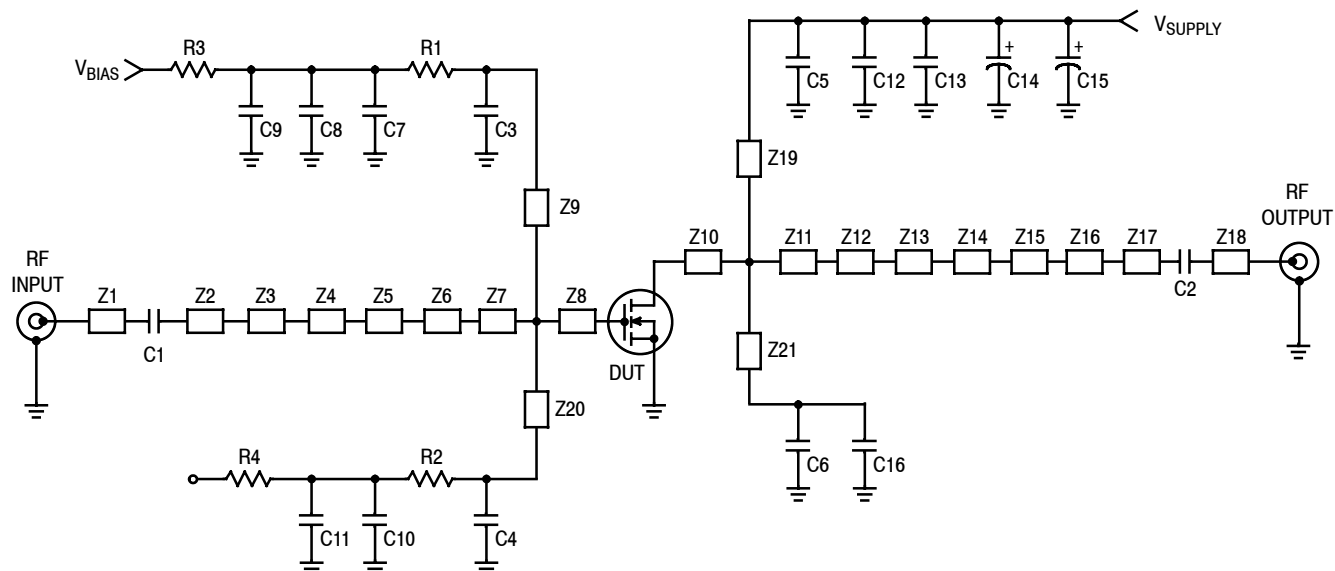 V SUPPLY
+
+
C5
C12
C13
C14
C15
R3
R1
V BIAS
C9
C8
C7
C3
Z19
Z9
RF
OUTPUT
Z10
Z11
Z12
Z13
Z14
Z15
Z16
Z17
Z18
C2
RF
INPUT
Z1
Z2
Z3
Z4
Z5
Z6
Z7
Z8
C1
DUT
Z21
Z20
R4
R2
C6
C16
C11
C10
C4